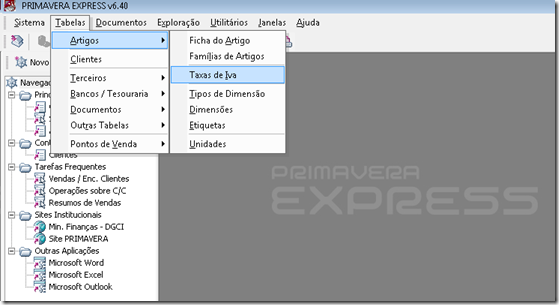 PRIMAVERA EXPRESS v6.40
Sistema Tabelas Documentos Exploração Utilitários Janelas Ajuda
Artigos
Clientes
Terceiros
Bancos / Tesouraria
Documentos
Outras Tabelas
Pontos de Venda
Ficha do Artigo
Famílias de Artigos
Taxas de Iva
Tipos de Dimensão
Dimensões
Etiquetas
Unidades
Novo
Navegac
Princ
A
Cont
Clientes
Tarefas Frequentes
Vendas / Enc. Clientes
Operações sobre C/C
Resumos de Vendas
Sites Institucionais
Min. Finanças - DGCI
Site PRIMAVERA
Outras Aplicações
Microsoft Word
Microsoft Excel
Microsoft Outlook
PRIMAVERA
EXPRESS